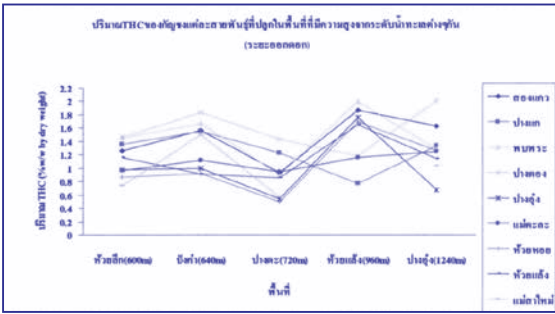 ปริมาณTHCของกัญชงแต่ละสายพันธุ์ที่ปลูกในพื้นที่ที่มีความสูงจากระดับน้ำทะเลต่างๆกัน
(ระยะออกดอก)
ปริมาณTHC (%w/w by dry weight)
2.2
2
1.8
1.6
1.4
1.2
1
0.8
0.6
0.4
0.2
0
ห้วยลึก(600m)
ปังค่า(640m)
ปางตะ(720m)
ห้วยแล้ง(960m)
ปางอุ๋ง(1240m)
พื้นที่
สองแคว
ปางแก
พบพระ
ปางตอง
ปางอุ๋ง
แม่ตะละ
ห้วยหอย
ห้วยแล้ง
แม่สาใหม่